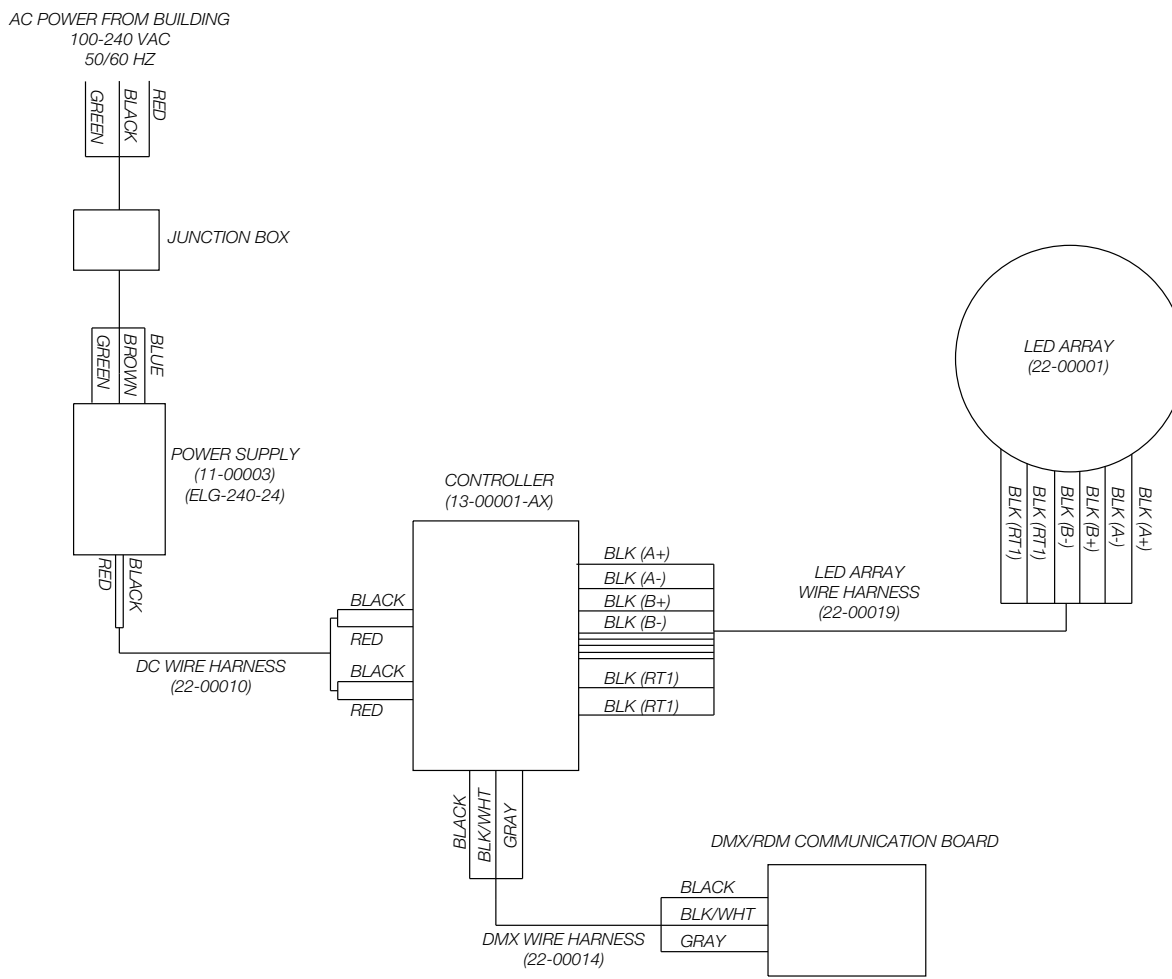 AC POWER FROM BUILDING
100-240 VAC
50/60 HZ
GREEN
BLACK
RED
JUNCTION BOX
GREEN
BROWN
BLUE
POWER SUPPLY
(11-00003)
(ELG-240-24)
RED
BLACK
DC WIRE HARNESS
(22-00010)
BLACK
RED
BLACK
RED
CONTROLLER
(13-00001-AX)
BLK (A+)
BLK (A-)
BLK (B+)
BLK (B-)
BLK (RT1)
BLK (RT1)
LED ARRAY
WIRE HARNESS
(22-00019)
LED ARRAY
(22-00001)
BLK (RT1)
BLK (RT1)
BLK (B-)
BLK (B+)
BLK (A-)
BLK (A+)
BLACK
BLK/WHT
GRAY
DMX WIRE HARNESS
(22-00014)
DMX/RDM COMMUNICATION BOARD
BLACK
BLK/WHT
GRAY